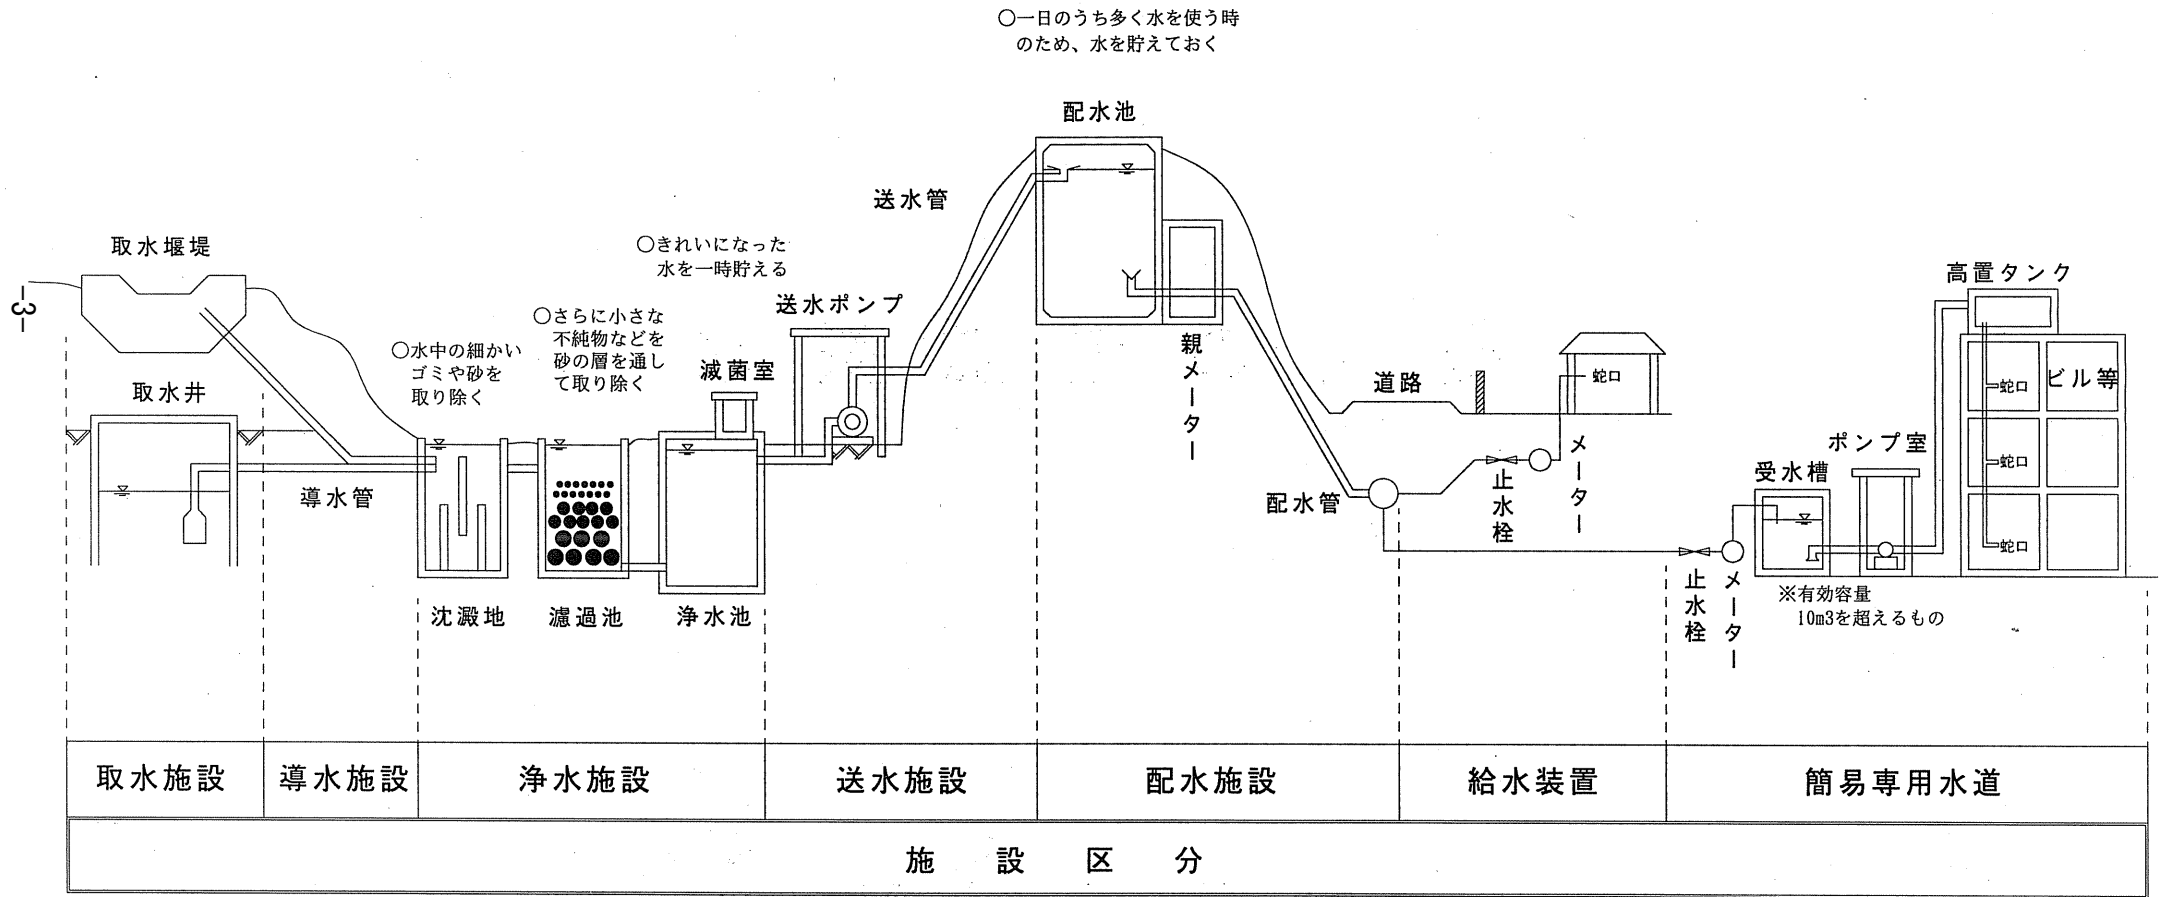 ○一日のうち多く水を使う時
のため、水を貯えておく
配水池
送水管
取水堰堤
-3-
○きれいになった
水を一時貯える
送水ポンプ
○さらに小さな
不純物などを
砂の層を通し
て取り除く
○水中の細かい
ゴミや砂を
取り除く
滅菌室
取水井
導水管
沈澱地
濾過池
浄水池
親メーター
道路
蛇口
配水管
止水栓
メーター
高置タンク
ビル等
蛇口
蛇口
蛇口
ポンプ室
受水槽
止水栓
メーター
※有効容量
10m3を超えるもの
取水施設
導水施設
浄水施設
送水施設
配水施設
給水装置
簡易専用水道
施設区分